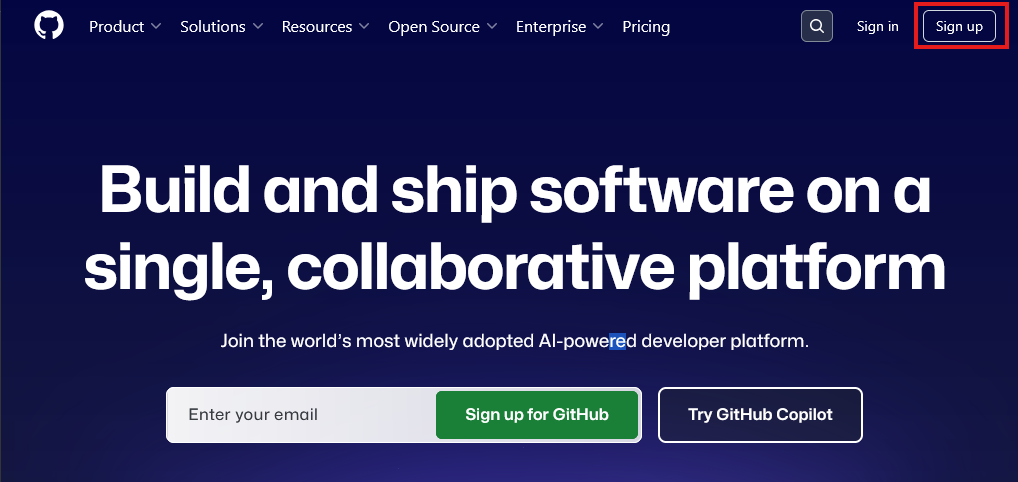 Product Solutions Resources Open Source Enterprise Pricing Sign in Sign up
Build and ship software on a
single, collaborative platform
Join the world’s most widely adopted AI-powered developer platform.
Enter your email Sign up for GitHub Try GitHub Copilot